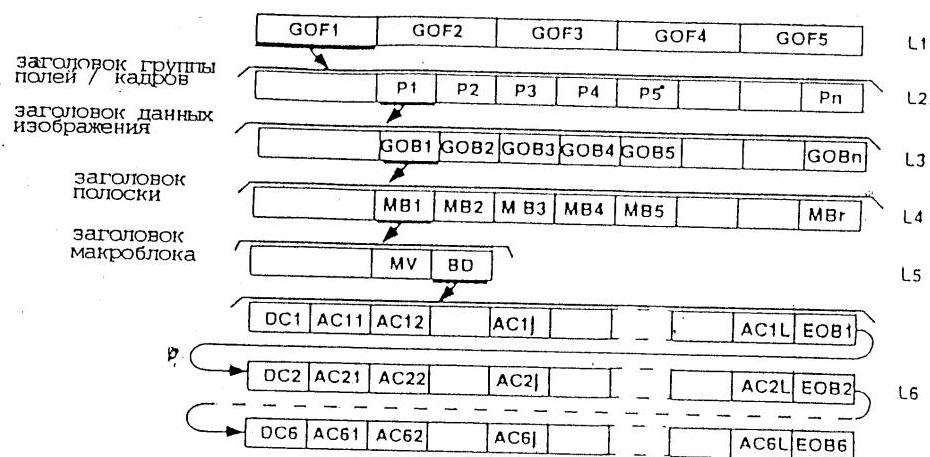 GOF1 GOF2 GOF3 GOF4 GOF5 L1
заголовок группы
полей / кадров
P1 P2 P3 P4 P5 Pn L2
заголовок данных
изображения
GOB1 GOB2 GOB3 GOB4 GOB5 GOBn L3
заголовок
полоски
MB1 MB2 M B3 MB4 MB5 MBr L4
заголовок
макроблока
MV BD L5
DC1 AC11 AC12 AC1j AC1L EOB1
DC2 AC21 AC22 AC2j AC2L EOB2 L6
DC6 AC61 AC62 AC6j AC6L EOB6